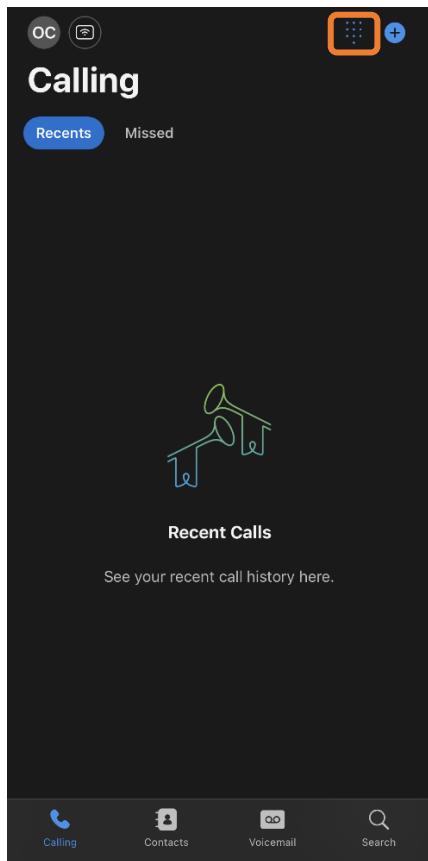 OC
Calling
Recents Missed
Recent Calls
See your recent call history here.
Calling Contacts Voicemail Search